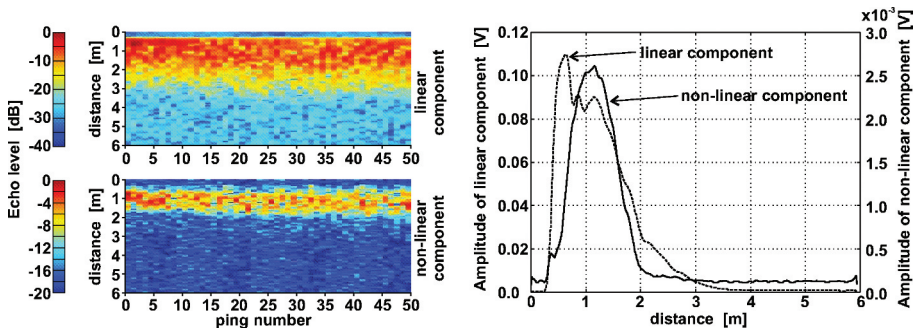 Echo level [dB]
0
-10
-20
-30
-40
distance [m]
0
1
2
3
4
5
6
0 5 10 15 20 25 30 35 40 45 50
linear
component
0
-4
-8
-12
-16
-20
distance [m]
0
1
2
3
4
5
6
0 5 10 15 20 25 30 35 40 45 50
ping number
non-linear
component
Amplitude of linear component [V]
0.12
0.10
0.08
0.06
0.04
0.02
0.00
linear component
non-linear component
0 1 2 3 4 5 6
distance [m]
x10-3
3.0
2.5
2.0
1.5
1.0
0.5
0.0
Amplitude of non-linear component [V]